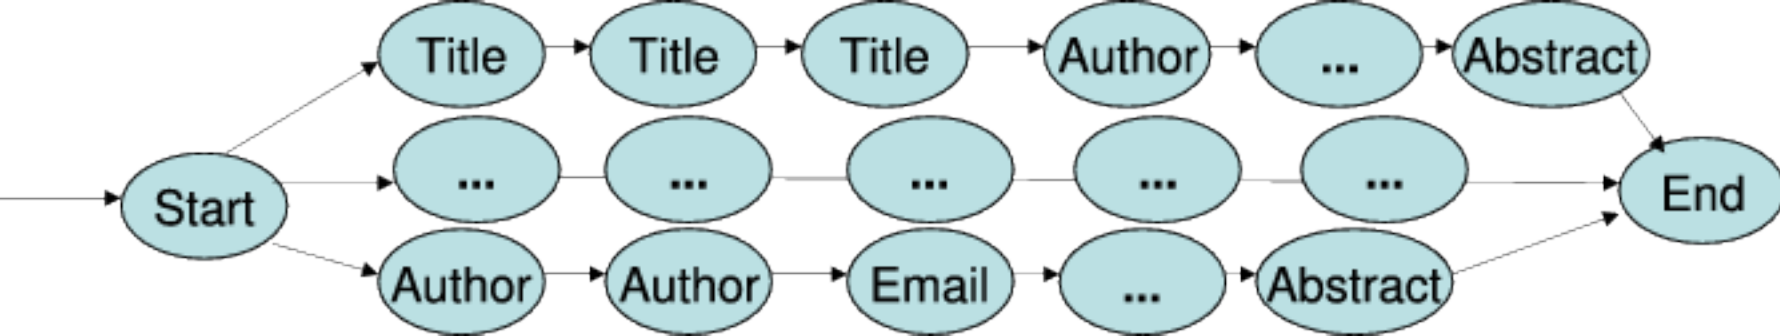 Title Title Title Author ... Abstract
... ... ... ... ...
Start End
Author Author Email ... Abstract